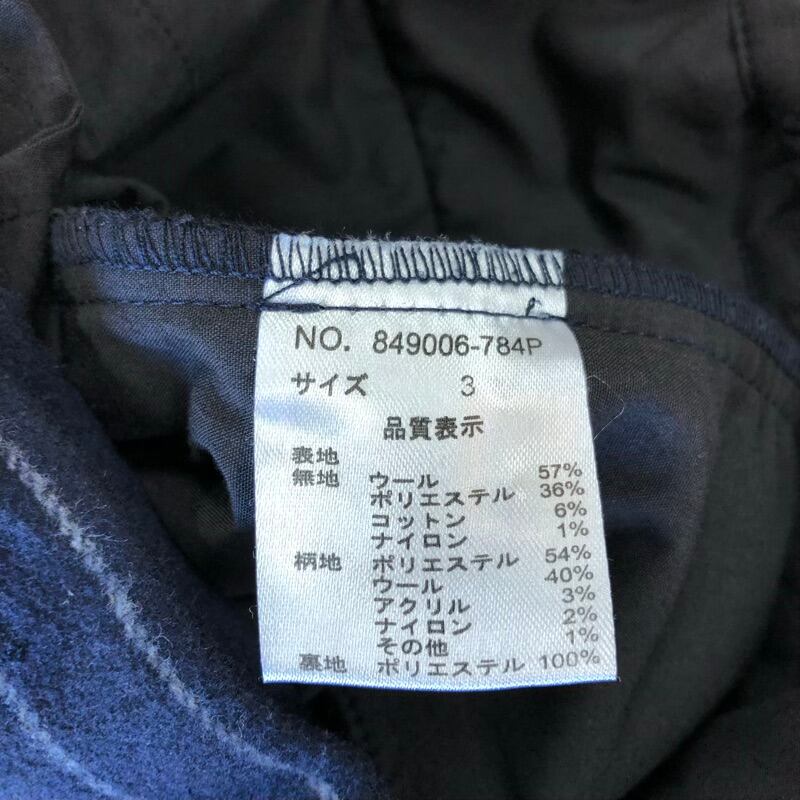 NO. 849006-784P
サイズ 3
品質表示
表地
無地 ウール 57%
ポリエステル 36%
コットン 6%
ナイロン 1%
柄地 ポリエステル 54%
ウール 40%
アクリル 3%
ナイロン 2%
その他 1%
裏地 ポリエステル 100%